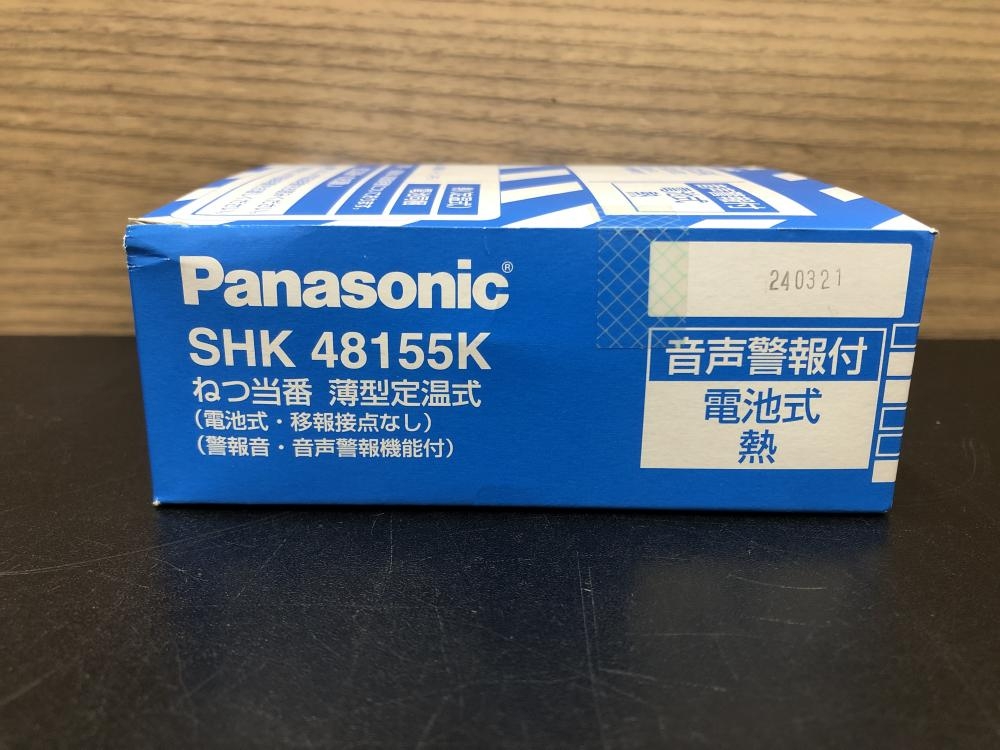 Panasonic®
SHK 48155K
ねつ当番 薄型定温式
(電池式・移報接点なし)
(警報音・音声警報機能付)
240321
音声警報付
電池式
熱